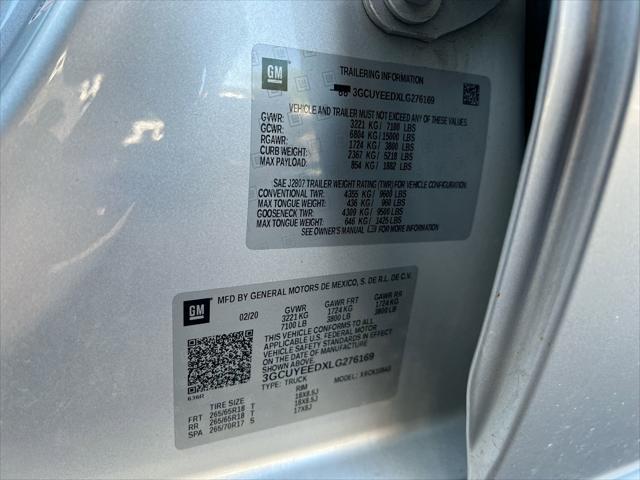 GM
TRAILERING INFORMATION
3GCUYEEDXLG276169
VEHICLE AND TRAILER MUST NOT EXCEED ANY OF THESE VALUES.
GVWR: 3221 KG / 7100 LBS
GCWR: 6804 KG / 15000 LBS
RGAWR: 1724 KG / 3800 LBS
CURB WEIGHT: 2367 KG / 5218 LBS
MAX PAYLOAD: 854 KG / 1882 LBS
SAE J2807 TRAILER WEIGHT RATING (TWR) FOR VEHICLE CONFIGURATION.
CONVENTIONAL TWR: 4355 KG / 9600 LBS
MAX TONGUE WEIGHT: 436 KG / 960 LBS
GOOSENECK TWR: 4309 KG / 9500 LBS
MAX TONGUE WEIGHT: 646 KG / 1425 LBS
SEE OWNER'S MANUAL FOR MORE INFORMATION
GM
MFD BY GENERAL MOTORS DE MEXICO, S. DE R.L. DE C.V.
02/20 GVWR GAWR FRT GAWR RR
3221 KG 1724 KG 1724 KG
7100 LB 3800 LB 3800 LB
THIS VEHICLE CONFORMS TO ALL
APPLICABLE U.S. FEDERAL MOTOR
VEHICLE SAFETY STANDARDS IN EFFECT
ON THE DATE OF MANUFACTURE
SHOWN ABOVE.
3GCUYEEDXLG276169
TYPE: TRUCK MODEL:
636R
TIRE SIZE RIM
FRT 265/65R18 T 18X8.5J
RR 265/65R18 T 18X8.5J
SPA 265/70R17 S 17X8J